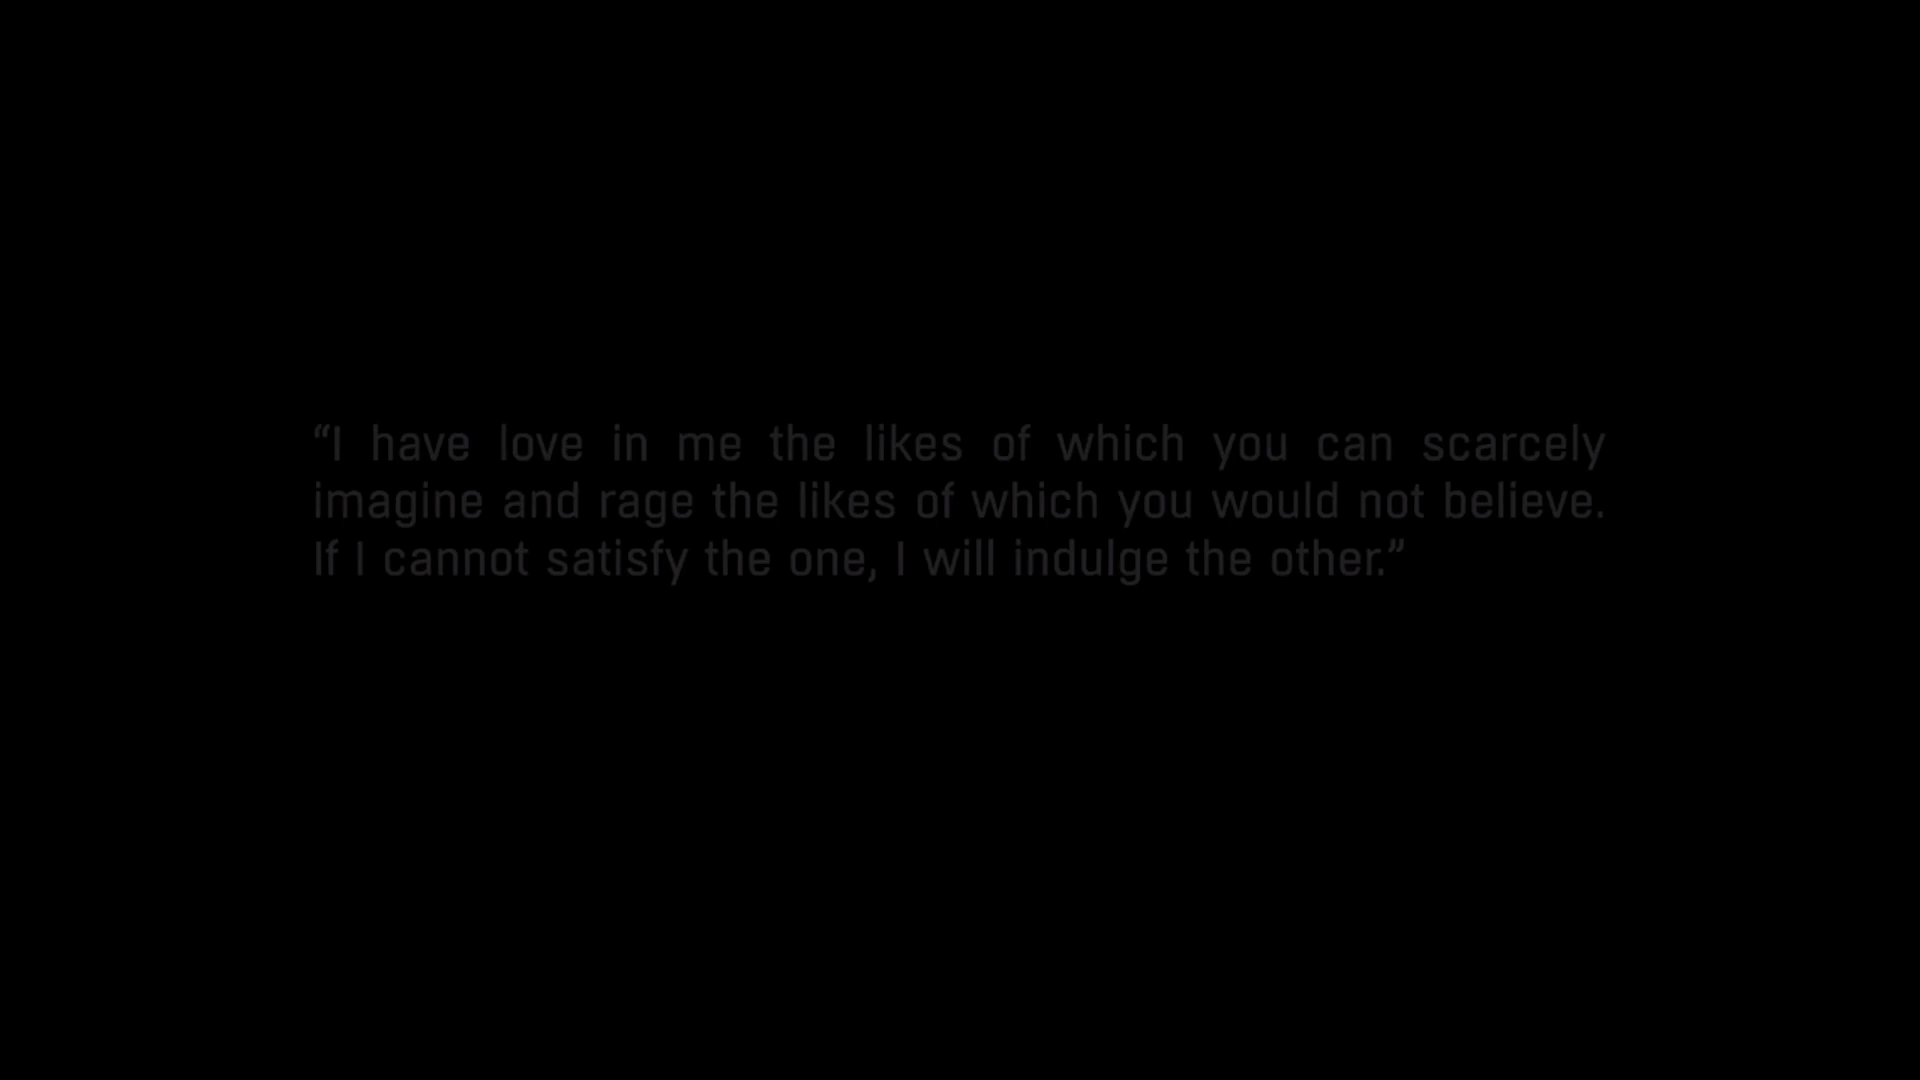 “I have love in me the likes of which you can scarcely
imagine and rage the likes of which you would not believe.
If I cannot satisfy the one, I will indulge the other.”